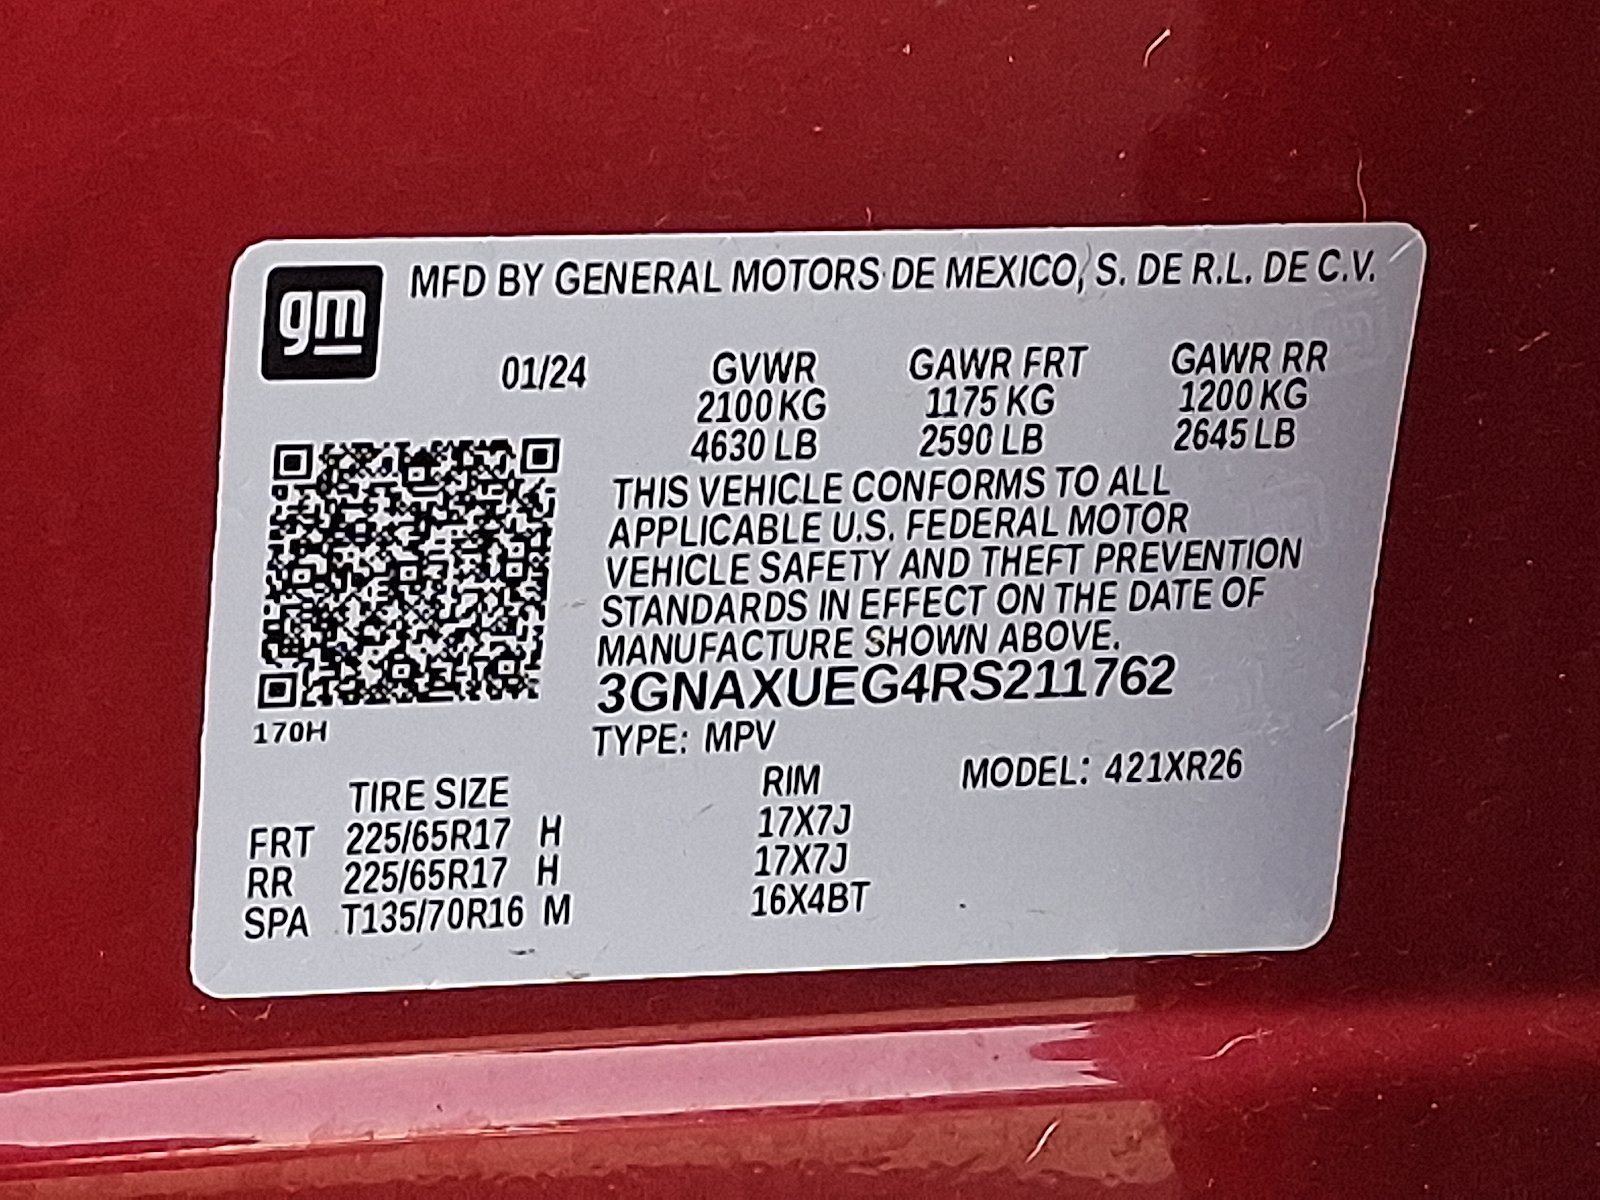 gm
MFD BY GENERAL MOTORS DE MEXICO, S. DE R.L. DE C.V.
01/24 GVWR GAWR FRT GAWR RR
2100 KG 1175 KG 1200 KG
4630 LB 2590 LB 2645 LB
THIS VEHICLE CONFORMS TO ALL
APPLICABLE U.S. FEDERAL MOTOR
VEHICLE SAFETY AND THEFT PREVENTION
STANDARDS IN EFFECT ON THE DATE OF
MANUFACTURE SHOWN ABOVE.
3GNAXUEG4RS211762
170H
TYPE: MPV
TIRE SIZE RIM MODEL: 421XR26
FRT 225/65R17 H 17X7J
RR 225/65R17 H 17X7J
SPA T135/70R16 M 16X4BT